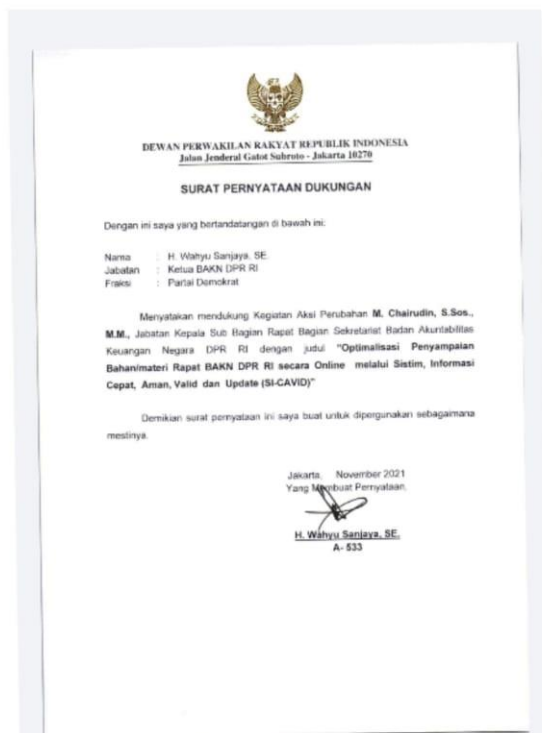 DEWAN PERWAKILAN RAKYAT REPUBLIK INDONESIA
Jalan Jenderal Gatot Subroto - Jakarta 10270
SURAT PERNYATAAN DUKUNGAN
Dengan ini saya yang bertandatangan di bawah ini:
Nama : H. Wahyu Sanjaya, SE.
Jabatan : Ketua BAKN DPR RI
Fraksi : Partai Demokrat
Menyatakan mendukung Kegiatan Aksi Perubahan M. Chairudin, S.Sos.,
M.M., Jabatan Kepala Sub Bagian Rapat Bagian Sekretariat Badan Akuntabilitas
Keuangan Negara DPR RI dengan judul "Optimalisasi Penyampaian
Bahan/materi Rapat BAKN DPR RI secara Online melalui Sistim, Informasi
Cepat, Aman, Valid dan Update (SI-CAVID)"
Demikian surat pernyataan ini saya buat untuk dipergunakan sebagaimana
mestinya.
Jakarta, November 2021
Yang Membuat Pernyataan,
H. Wahyu Sanjaya, SE.
A- 533